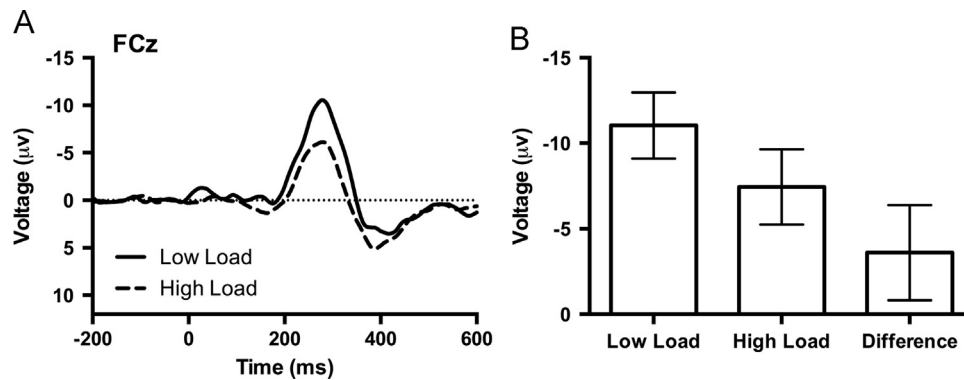 A
FCz
-15
-10
-5
0
5
10
Voltage (μv)
Low Load
High Load
-200
0
200
400
600
Time (ms)
B
-15
-10
-5
0
Voltage (μv)
Low Load
High Load
Difference